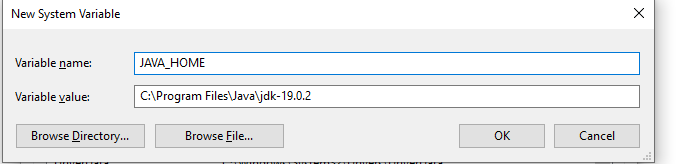 New System Variable
Variable name: JAVA_HOME
Variable value: C:\Program Files\Java\jdk-19.0.2
Browse Directory... Browse File... OK Cancel